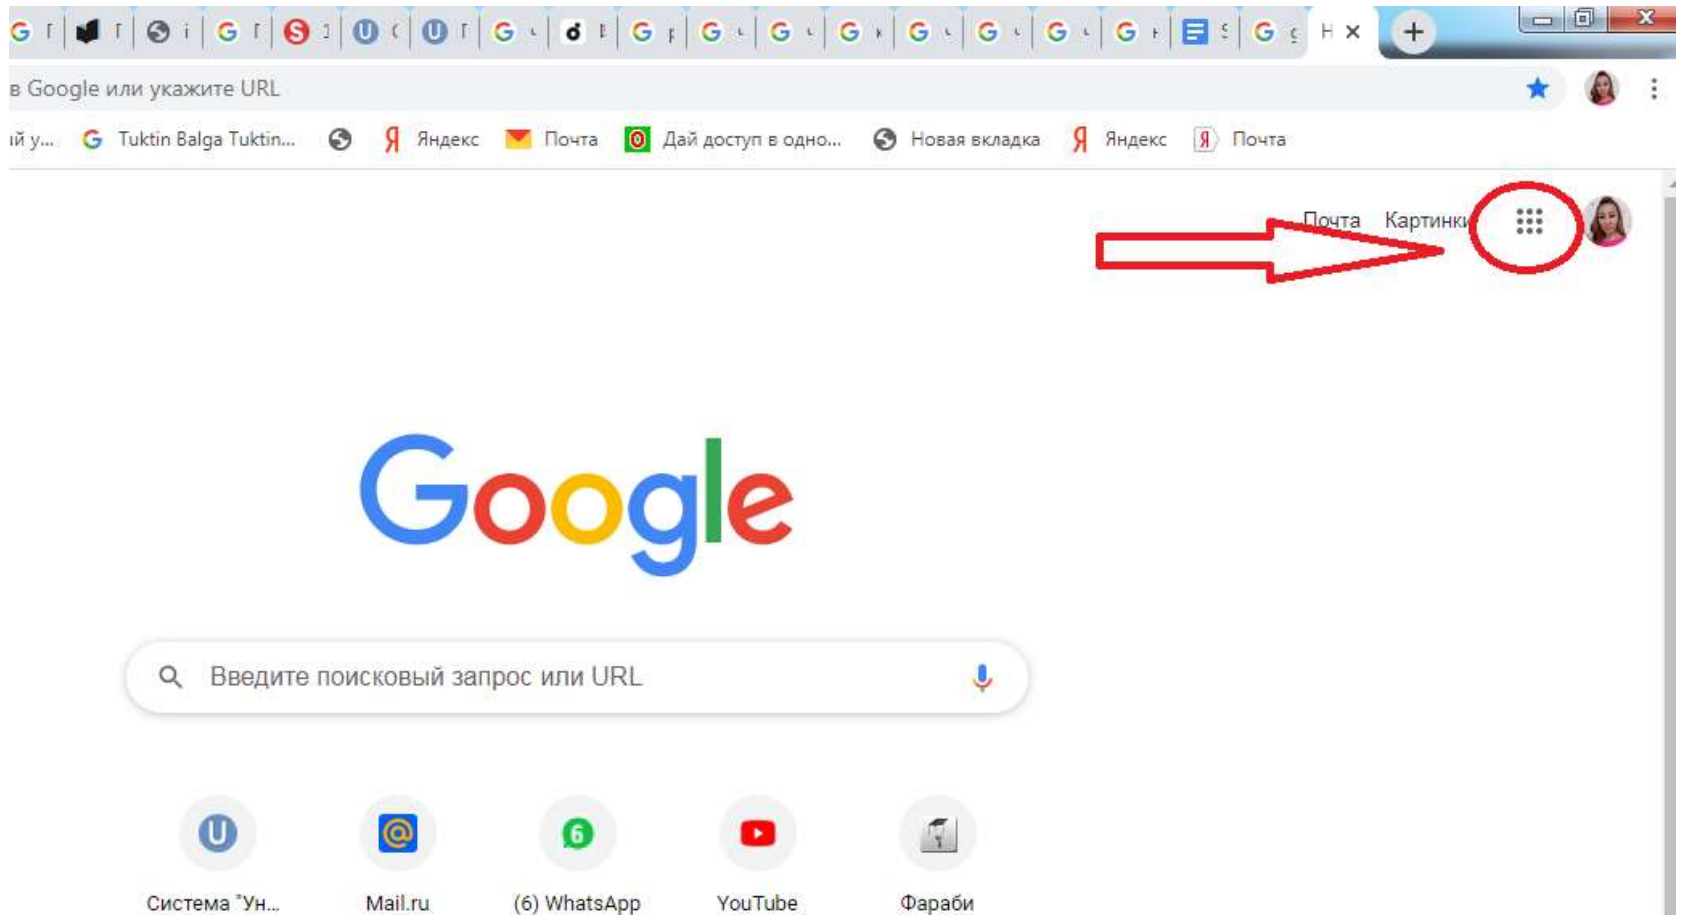 в Google или укажите URL
ый у... Tuktin Balga Tuktin... Яндекс Почта Дай доступ в одно... Новая вкладка Яндекс Почта
Почта Картинки
Google
Введите поисковый запрос или URL
Система "Ун... Mail.ru (6) WhatsApp YouTube Фараби